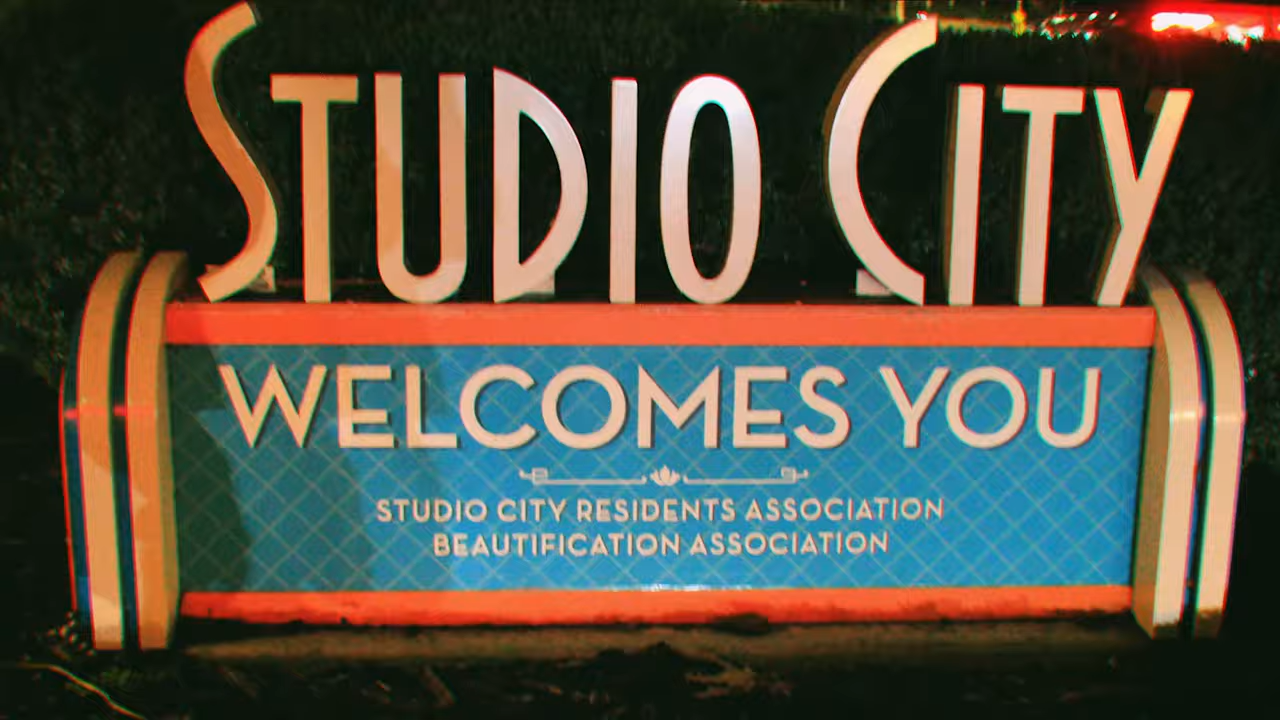 STUDIO CITY
WELCOMES YOU
STUDIO CITY RESIDENTS ASSOCIATION
BEAUTIFICATION ASSOCIATION